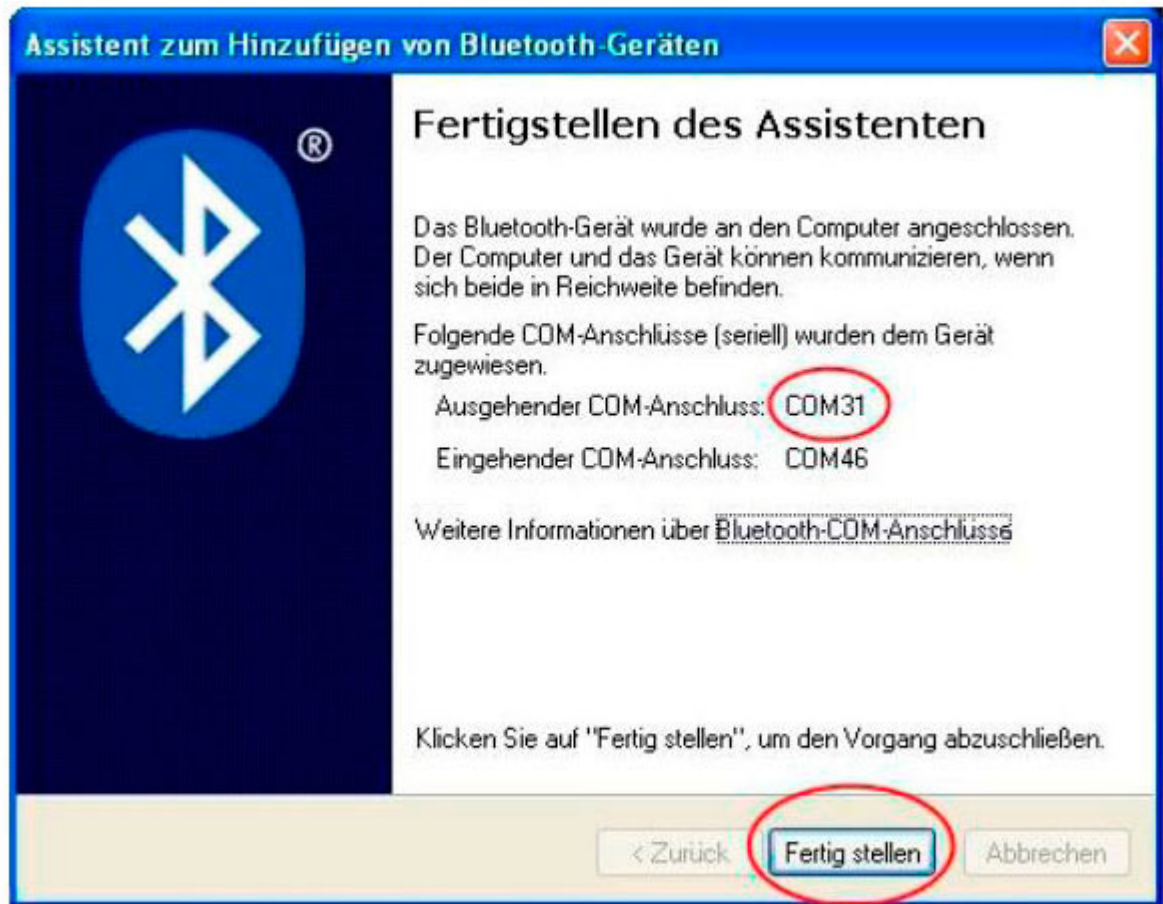 Assistent zum Hinzufügen von Bluetooth-Geräten
®
Fertigstellen des Assistenten
Das Bluetooth-Gerät wurde an den Computer angeschlossen.
Der Computer und das Gerät können kommunizieren, wenn
sich beide in Reichweite befinden.
Folgende COM-Anschlüsse (seriell) wurden dem Gerät
zugewiesen.
Ausgehender COM-Anschluss: COM31
Eingehender COM-Anschluss: COM46
Weitere Informationen über Bluetooth-COM-Anschlüsse
Klicken Sie auf "Fertig stellen", um den Vorgang abzuschließen.
< Zurück Fertig stellen Abbrechen